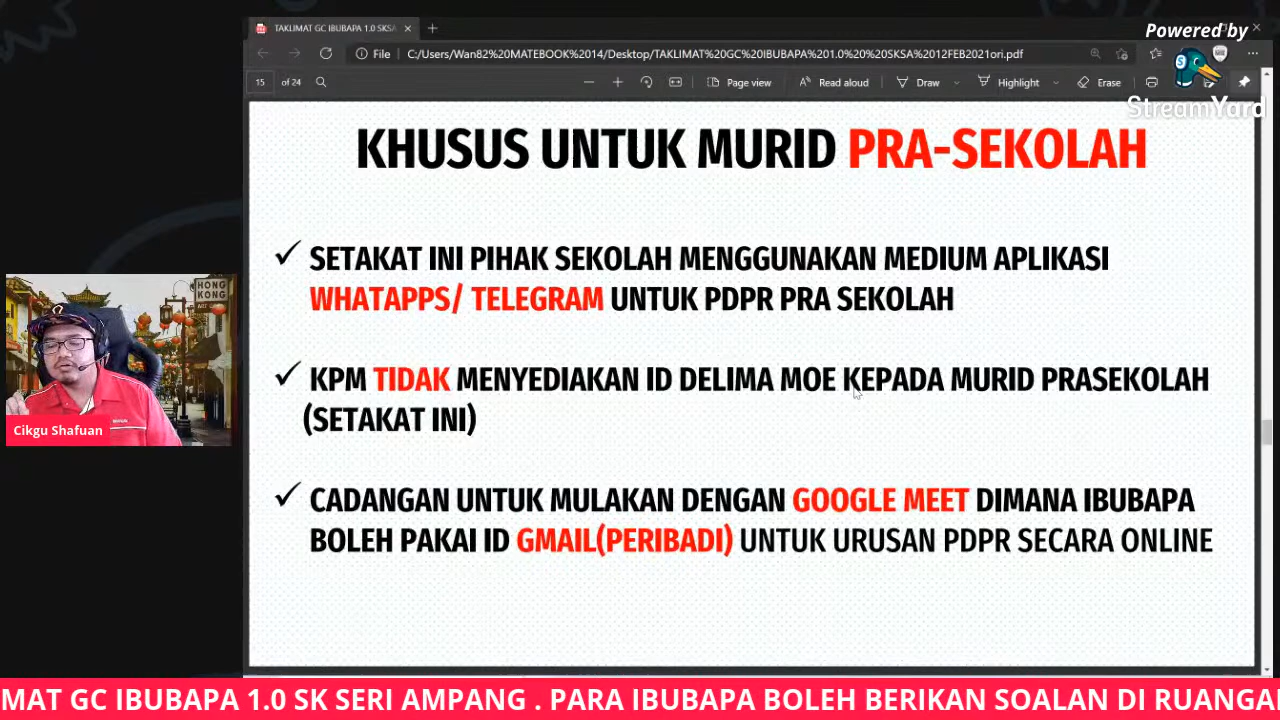 TAKLIMAT GC IBUBAPA 1.0 SKSA
Powered by
File C:/Users/Wan82%20MATEBOOK%2014/Desktop/TAKLIMAT%20GC%20IBUBAPA%201.0%20%20SKSA%2012FEB2021ori.pdf
15 of 24 Page view Read aloud Draw Highlight Erase
StreamYard
KHUSUS UNTUK MURID PRA-SEKOLAH
✓ SETAKAT INI PIHAK SEKOLAH MENGGUNAKAN MEDIUM APLIKASI
WHATAPPS/ TELEGRAM UNTUK PDPR PRA SEKOLAH
✓ KPM TIDAK MENYEDIAKAN ID DELIMA MOE KEPADA MURID PRASEKOLAH
(SETAKAT INI)
✓ CADANGAN UNTUK MULAKAN DENGAN GOOGLE MEET DIMANA IBUBAPA
BOLEH PAKAI ID GMAIL(PERIBADI) UNTUK URUSAN PDPR SECARA ONLINE
HONG
KONG
Cikgu Shafuan
MAT GC IBUBAPA 1.0 SK SERI AMPANG . PARA IBUBAPA BOLEH BERIKAN SOALAN DI RUANGA